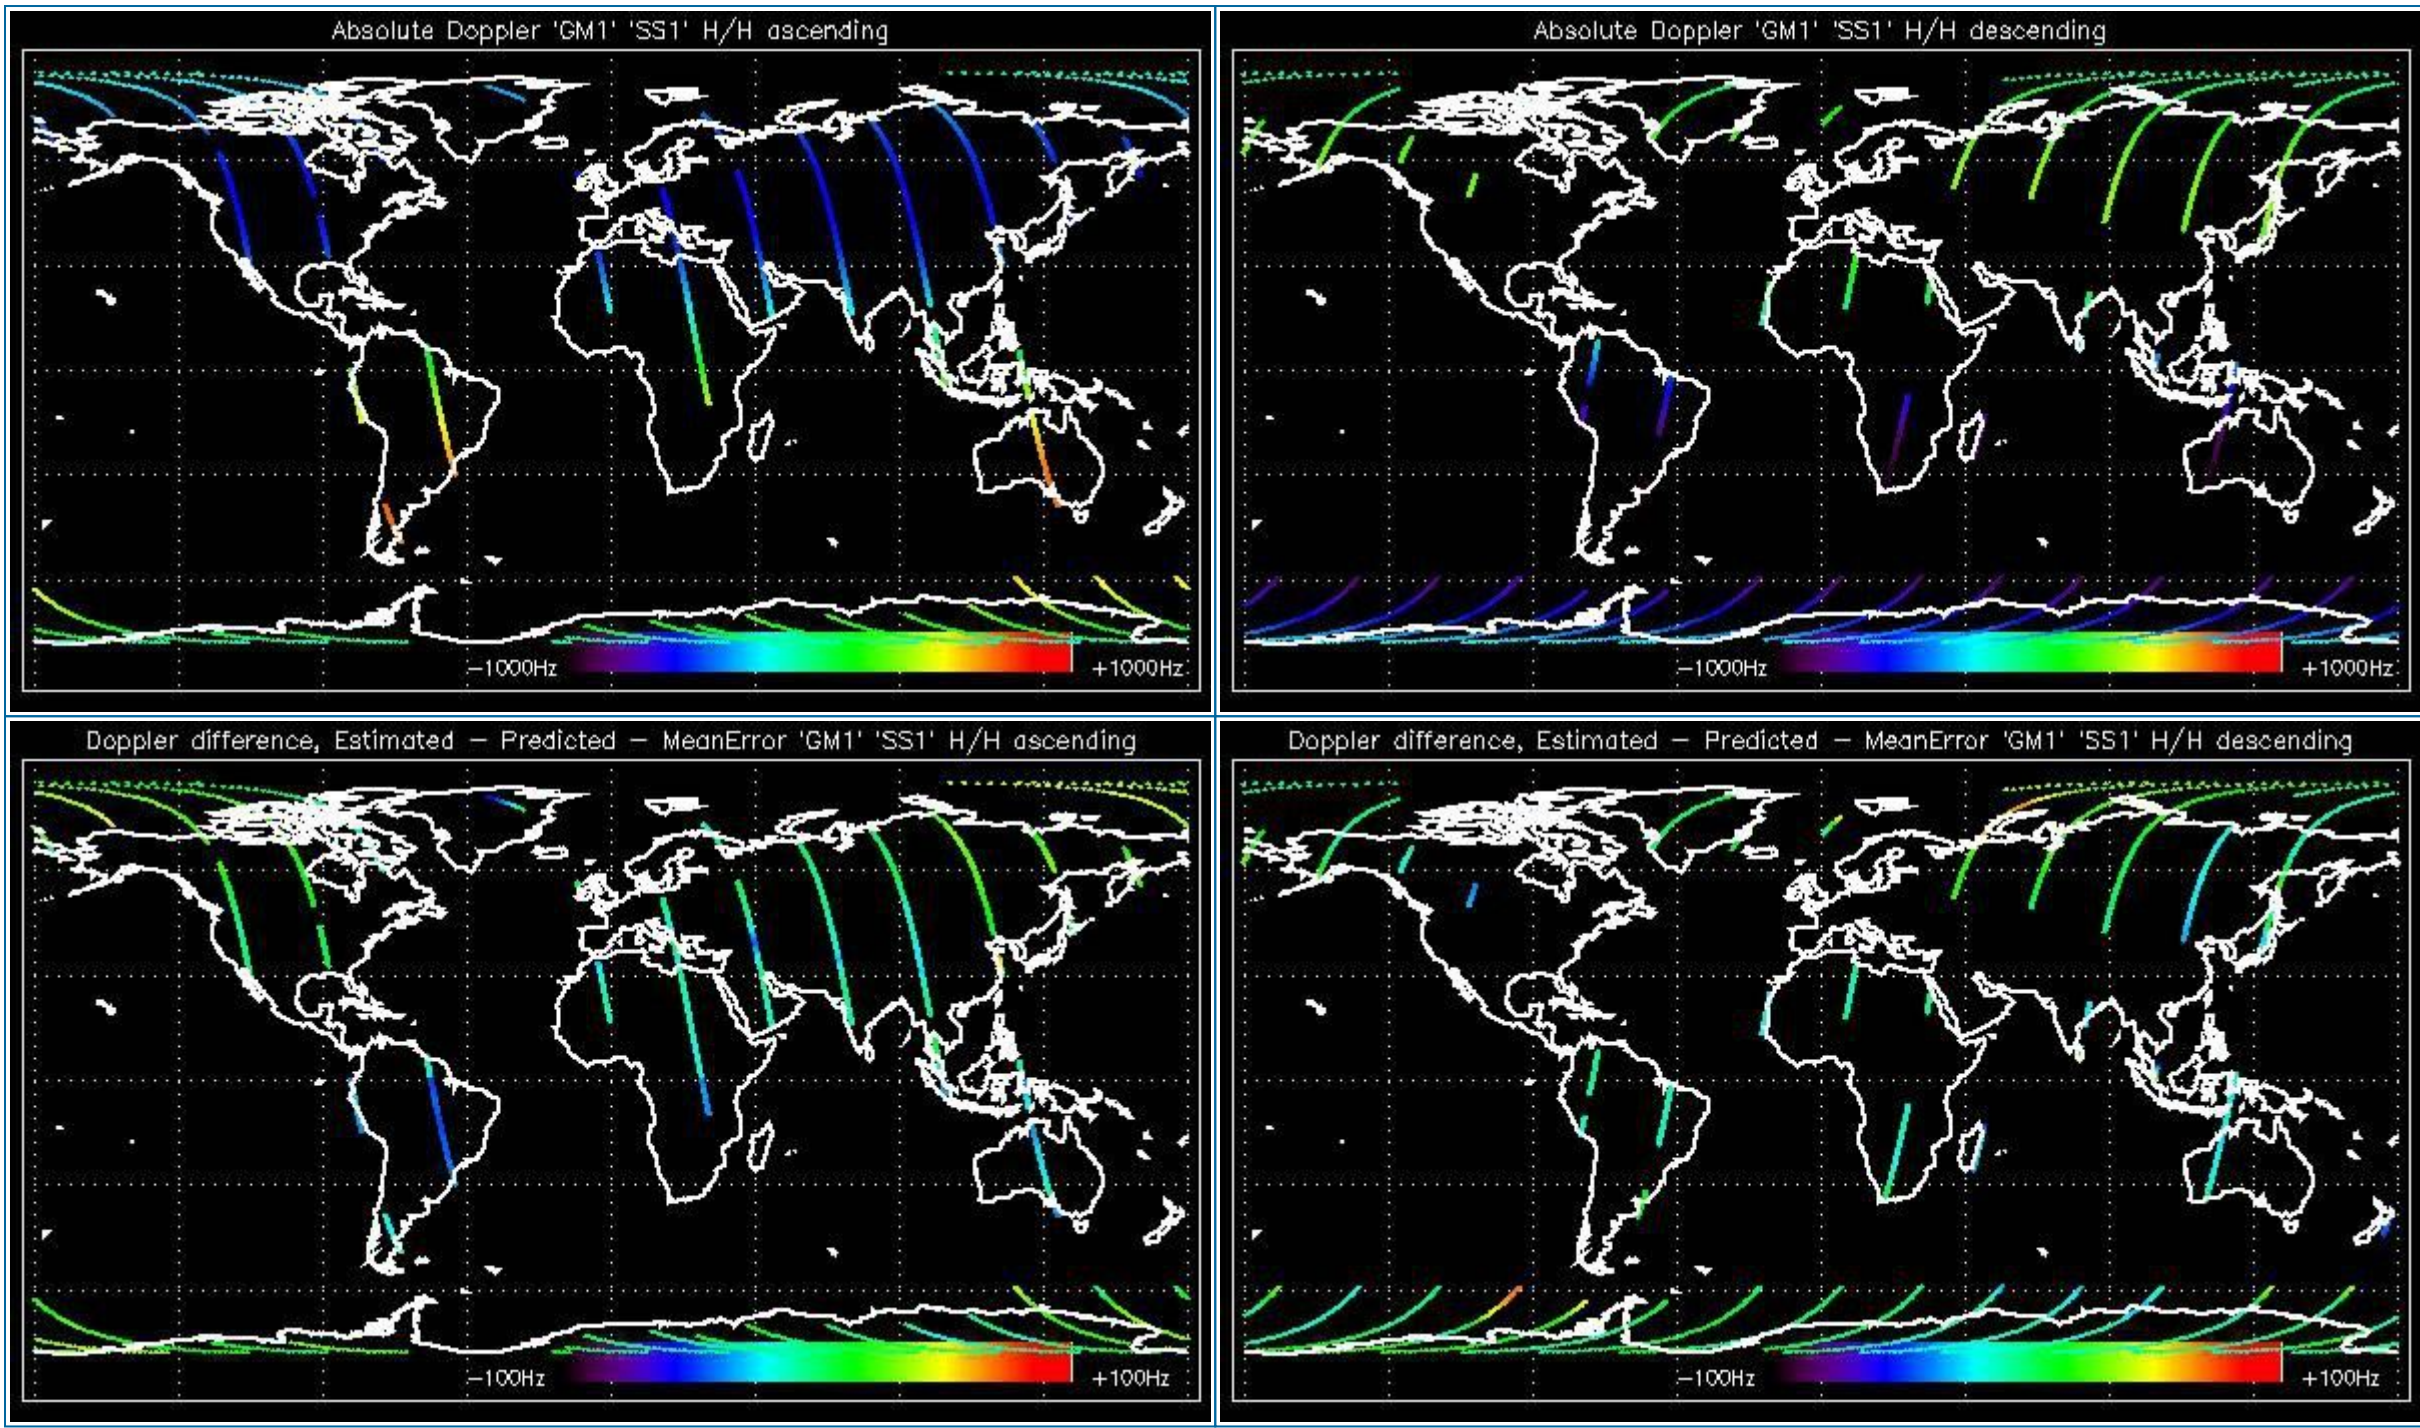 Absolute Doppler 'GM1' 'SS1' H/H ascending
−1000Hz
+1000Hz
Absolute Doppler 'GM1' 'SS1' H/H descending
−1000Hz
+1000Hz
Doppler difference, Estimated − Predicted − MeanError 'GM1' 'SS1' H/H ascending
−100Hz
+100Hz
Doppler difference, Estimated − Predicted − MeanError 'GM1' 'SS1' H/H descending
−100Hz
+100Hz